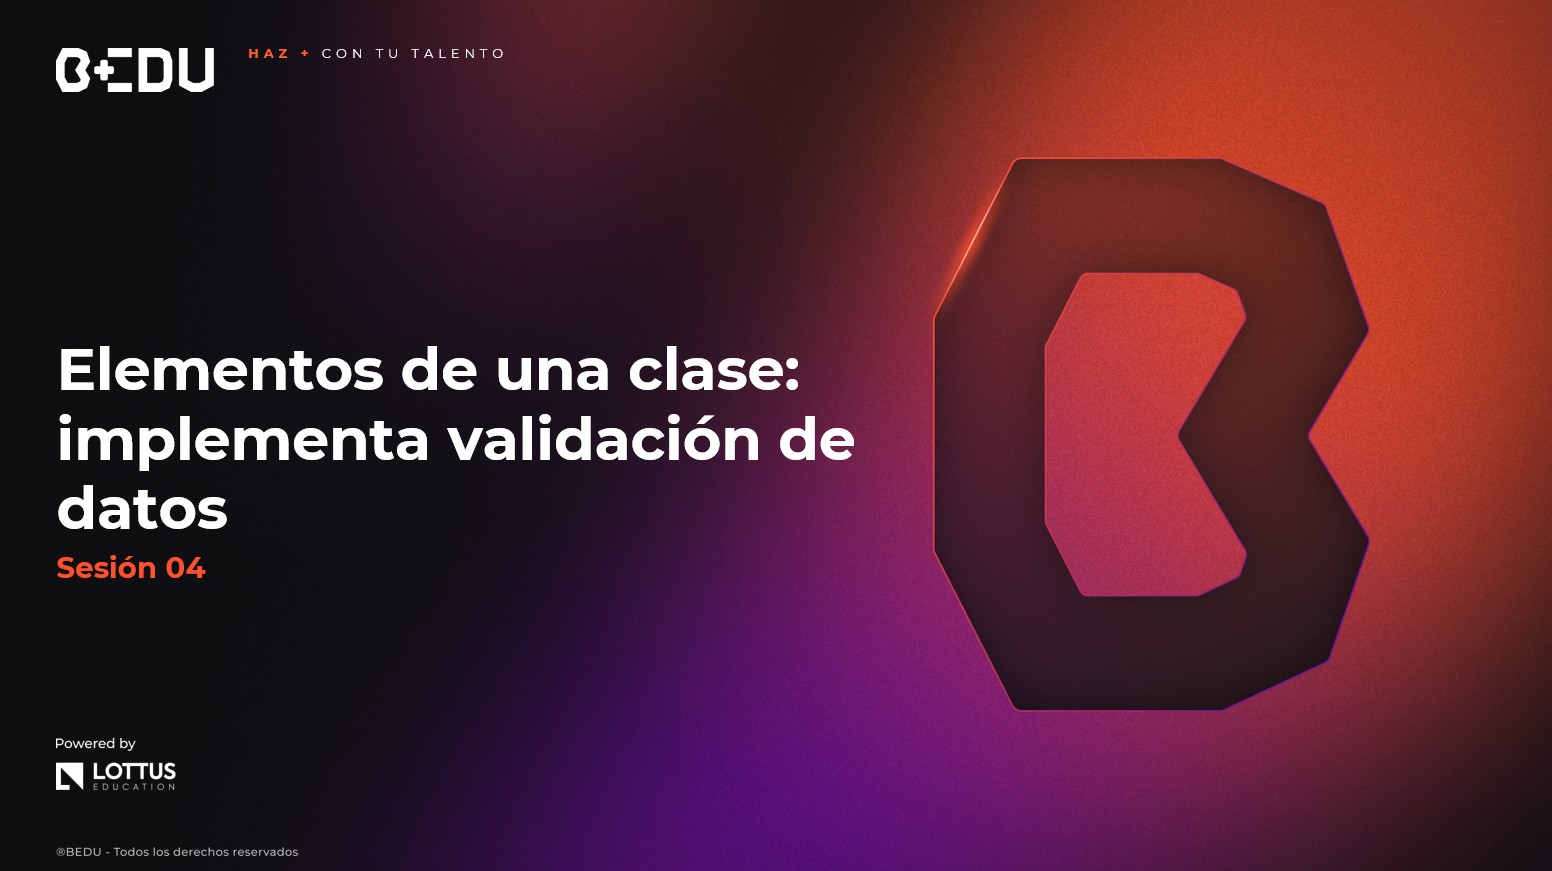 BEDU
HAZ + CON TU TALENTO
Elementos de una clase:
implementa validación de
datos
Sesión 04
Powered by
LOTTUS
EDUCATION
®BEDU - Todos los derechos reservados